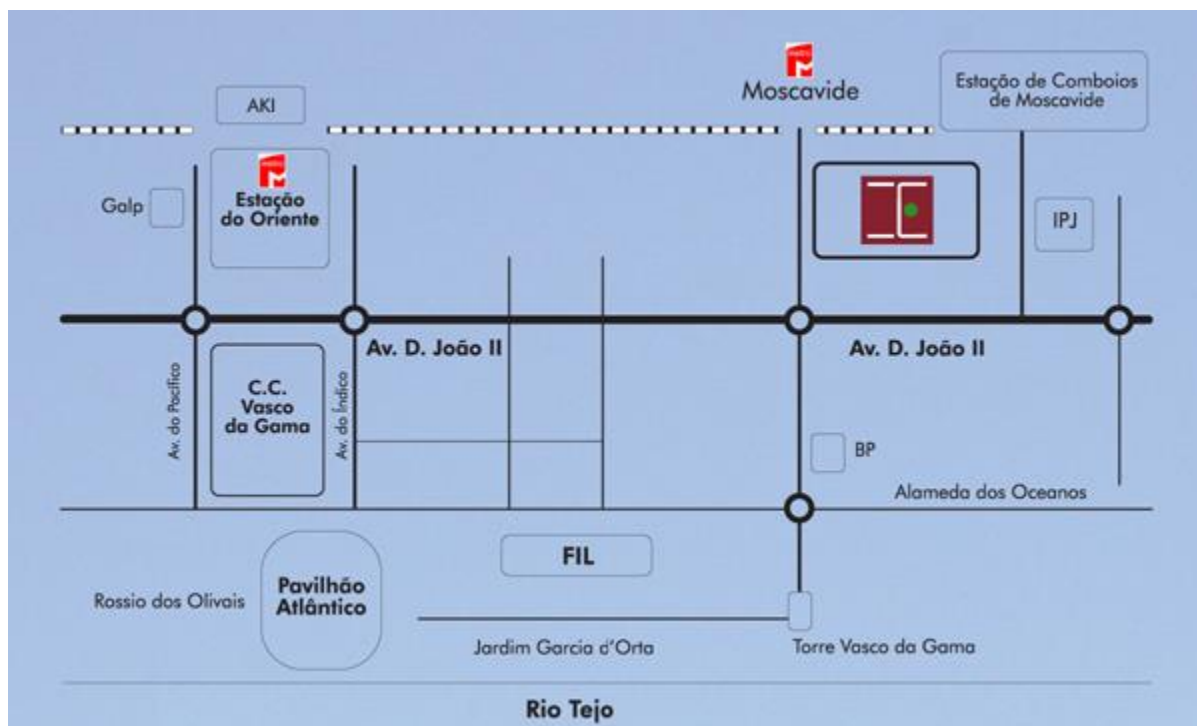 Moscavide
Estação de Comboios
de Moscavide
AKI
Galp
Estação
do Oriente
IPJ
Av. D. João II
Av. D. João II
Av. do Pacífico
C.C.
Vasco
da Gama
Av. do Índico
BP
Alameda dos Oceanos
FIL
Rossio dos Olivais
Pavilhão
Atlântico
Jardim Garcia d'Orta
Torre Vasco da Gama
Rio Tejo